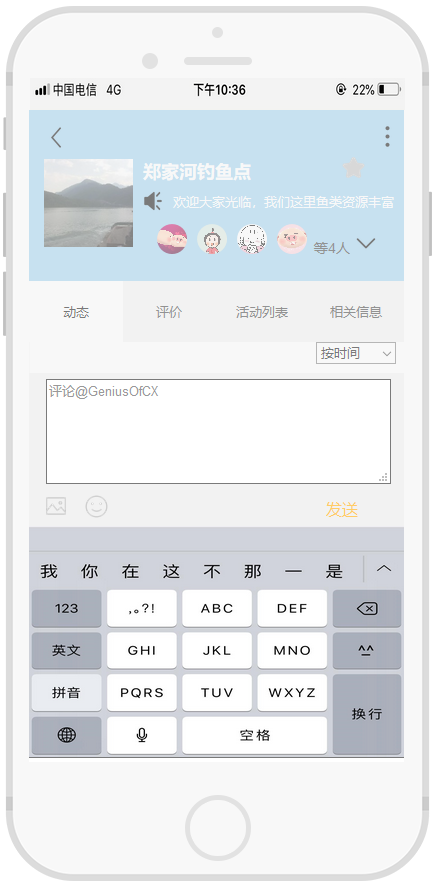 中国电信 4G 下午10:36 22%
郑家河钓鱼点
欢迎大家光临，我们这里鱼类资源丰富
等4人
动态 评价 活动列表 相关信息
按时间
评论@GeniusOfCX
发送
我 你 在 这 不 那 一 是
123 ,。?! ABC DEF
英文 GHI JKL MNO ^^
拼音 PQRS TUV WXYZ 换行
空格